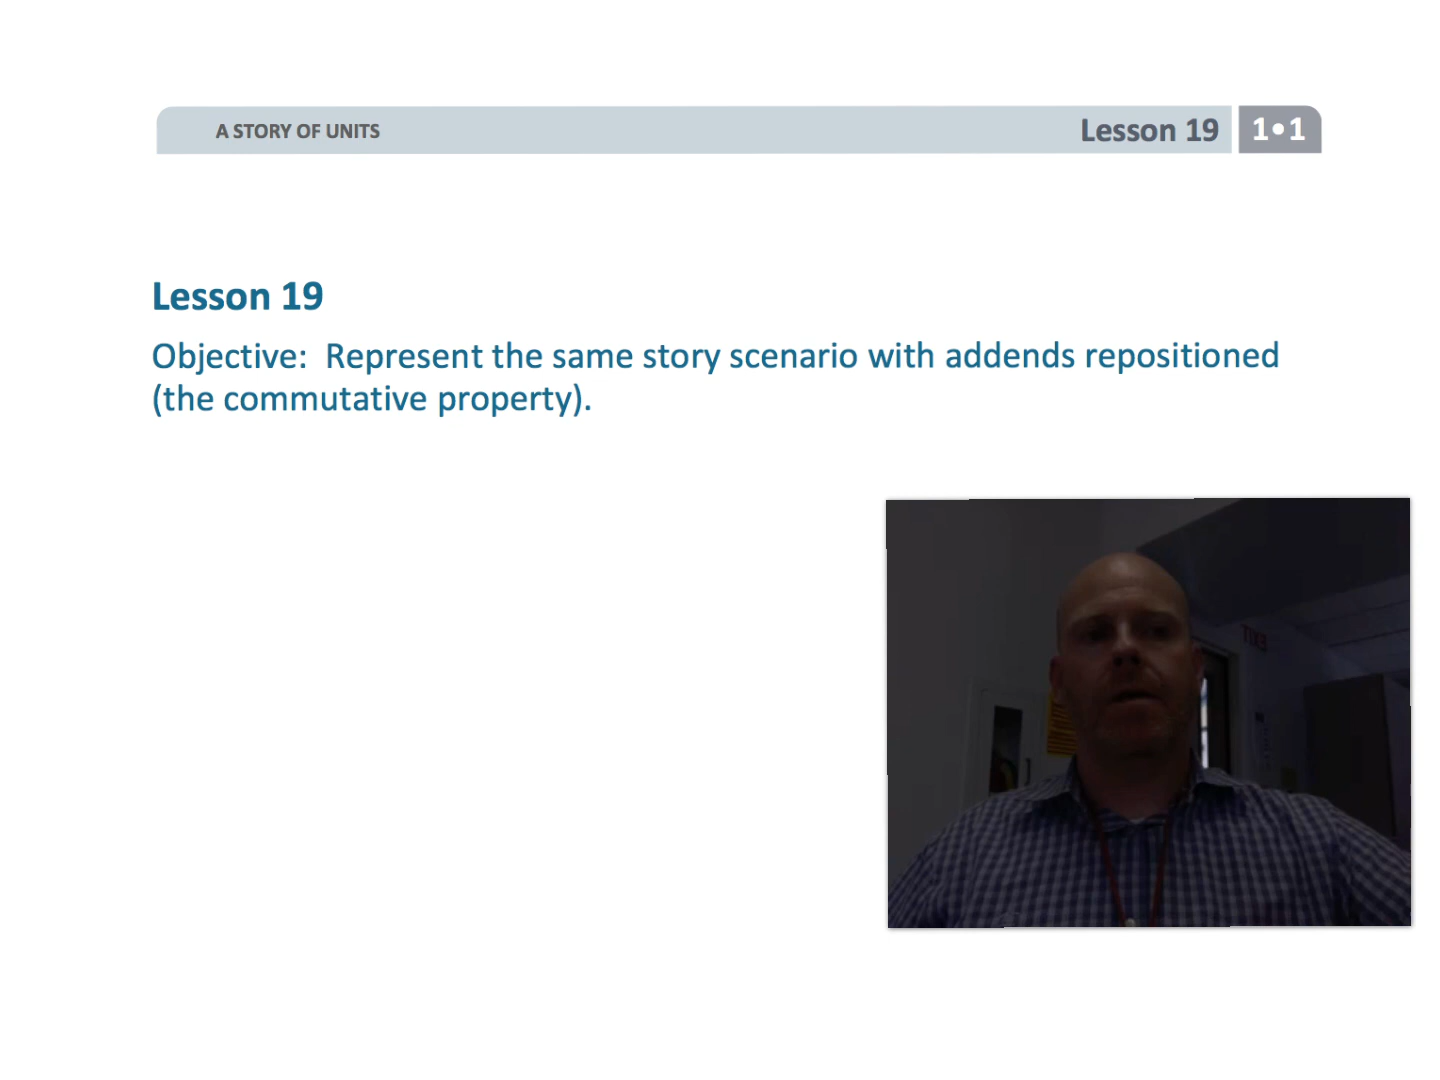 A STORY OF UNITS
Lesson 19
1•1
Lesson 19
Objective:  Represent the same story scenario with addends repositioned
(the commutative property).
EXIT